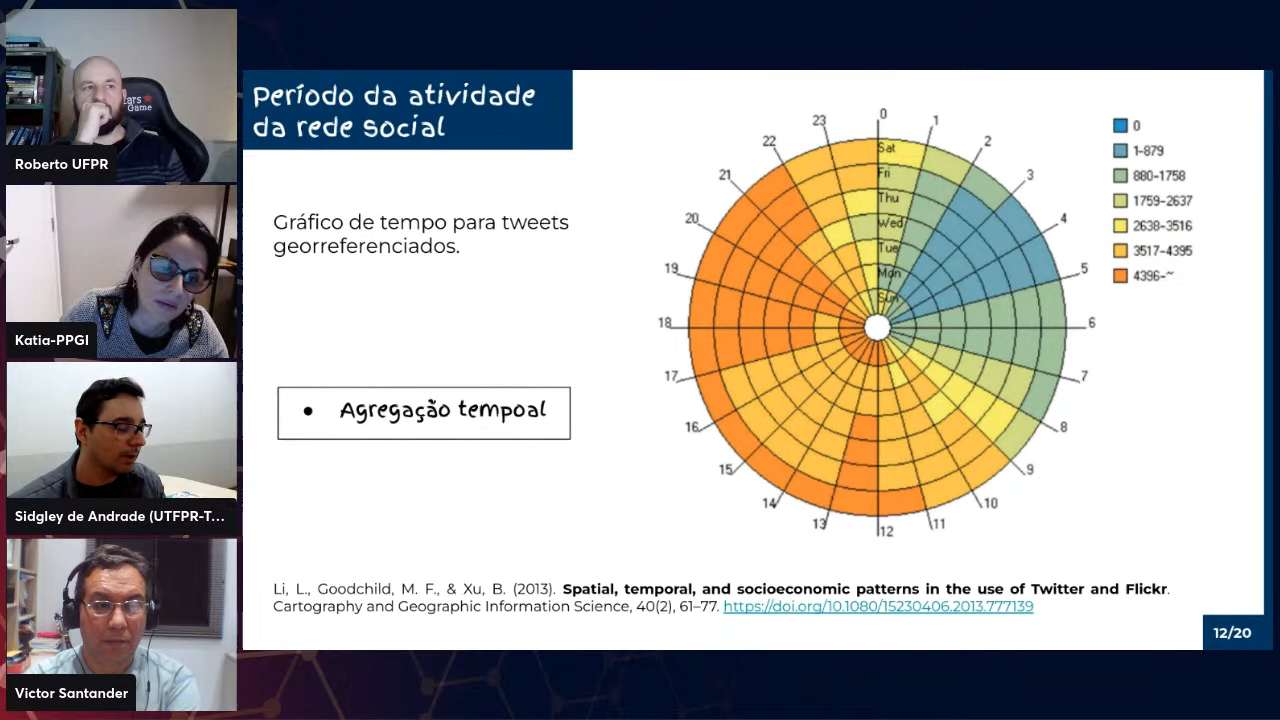 Roberto UFPR
Katia-PPGI
Sidgley de Andrade (UTFPR-T...
Victor Santander
Período da atividade
da rede social
Gráfico de tempo para tweets
georreferenciados.
• Agregação tempoal
0
1
2
3
4
5
6
7
8
9
10
11
12
13
14
15
16
17
18
19
20
21
22
23
Sat
Fri
Thu
Wed
Tue
Mon
Sun
0
1-879
880-1758
1759-2637
2638-3516
3517-4395
4396-~
Li, L., Goodchild, M. F., & Xu, B. (2013). Spatial, temporal, and socioeconomic patterns in the use of Twitter and Flickr.
Cartography and Geographic Information Science, 40(2), 61–77. https://doi.org/10.1080/15230406.2013.777139
12/20